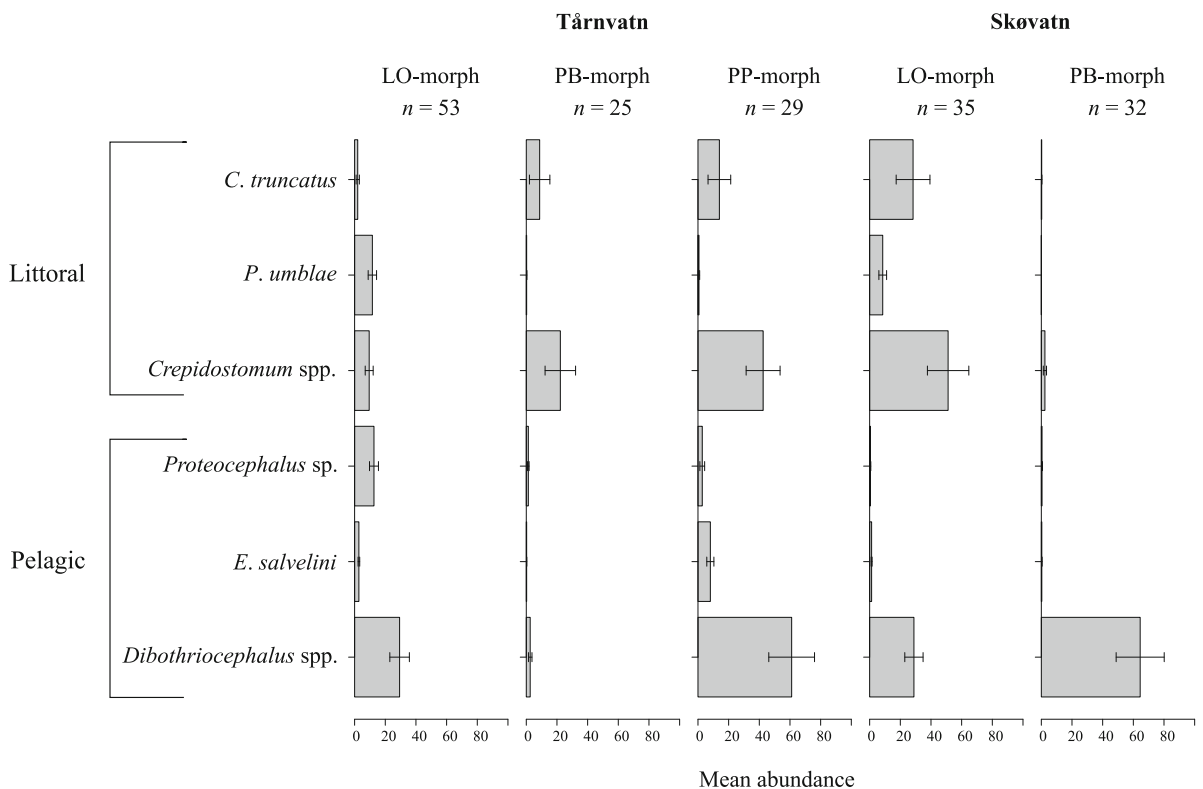 Tårnvatn Skøvatn
LO-morph PB-morph PP-morph LO-morph PB-morph
n = 53 n = 25 n = 29 n = 35 n = 32
C. truncatus
P. umblae
Littoral
Crepidostomum spp.
Proteocephalus sp.
E. salvelini
Pelagic
Dibothriocephalus spp.
0 20 40 60 80 0 20 40 60 80 0 20 40 60 80 0 20 40 60 80 0 20 40 60 80
Mean abundance